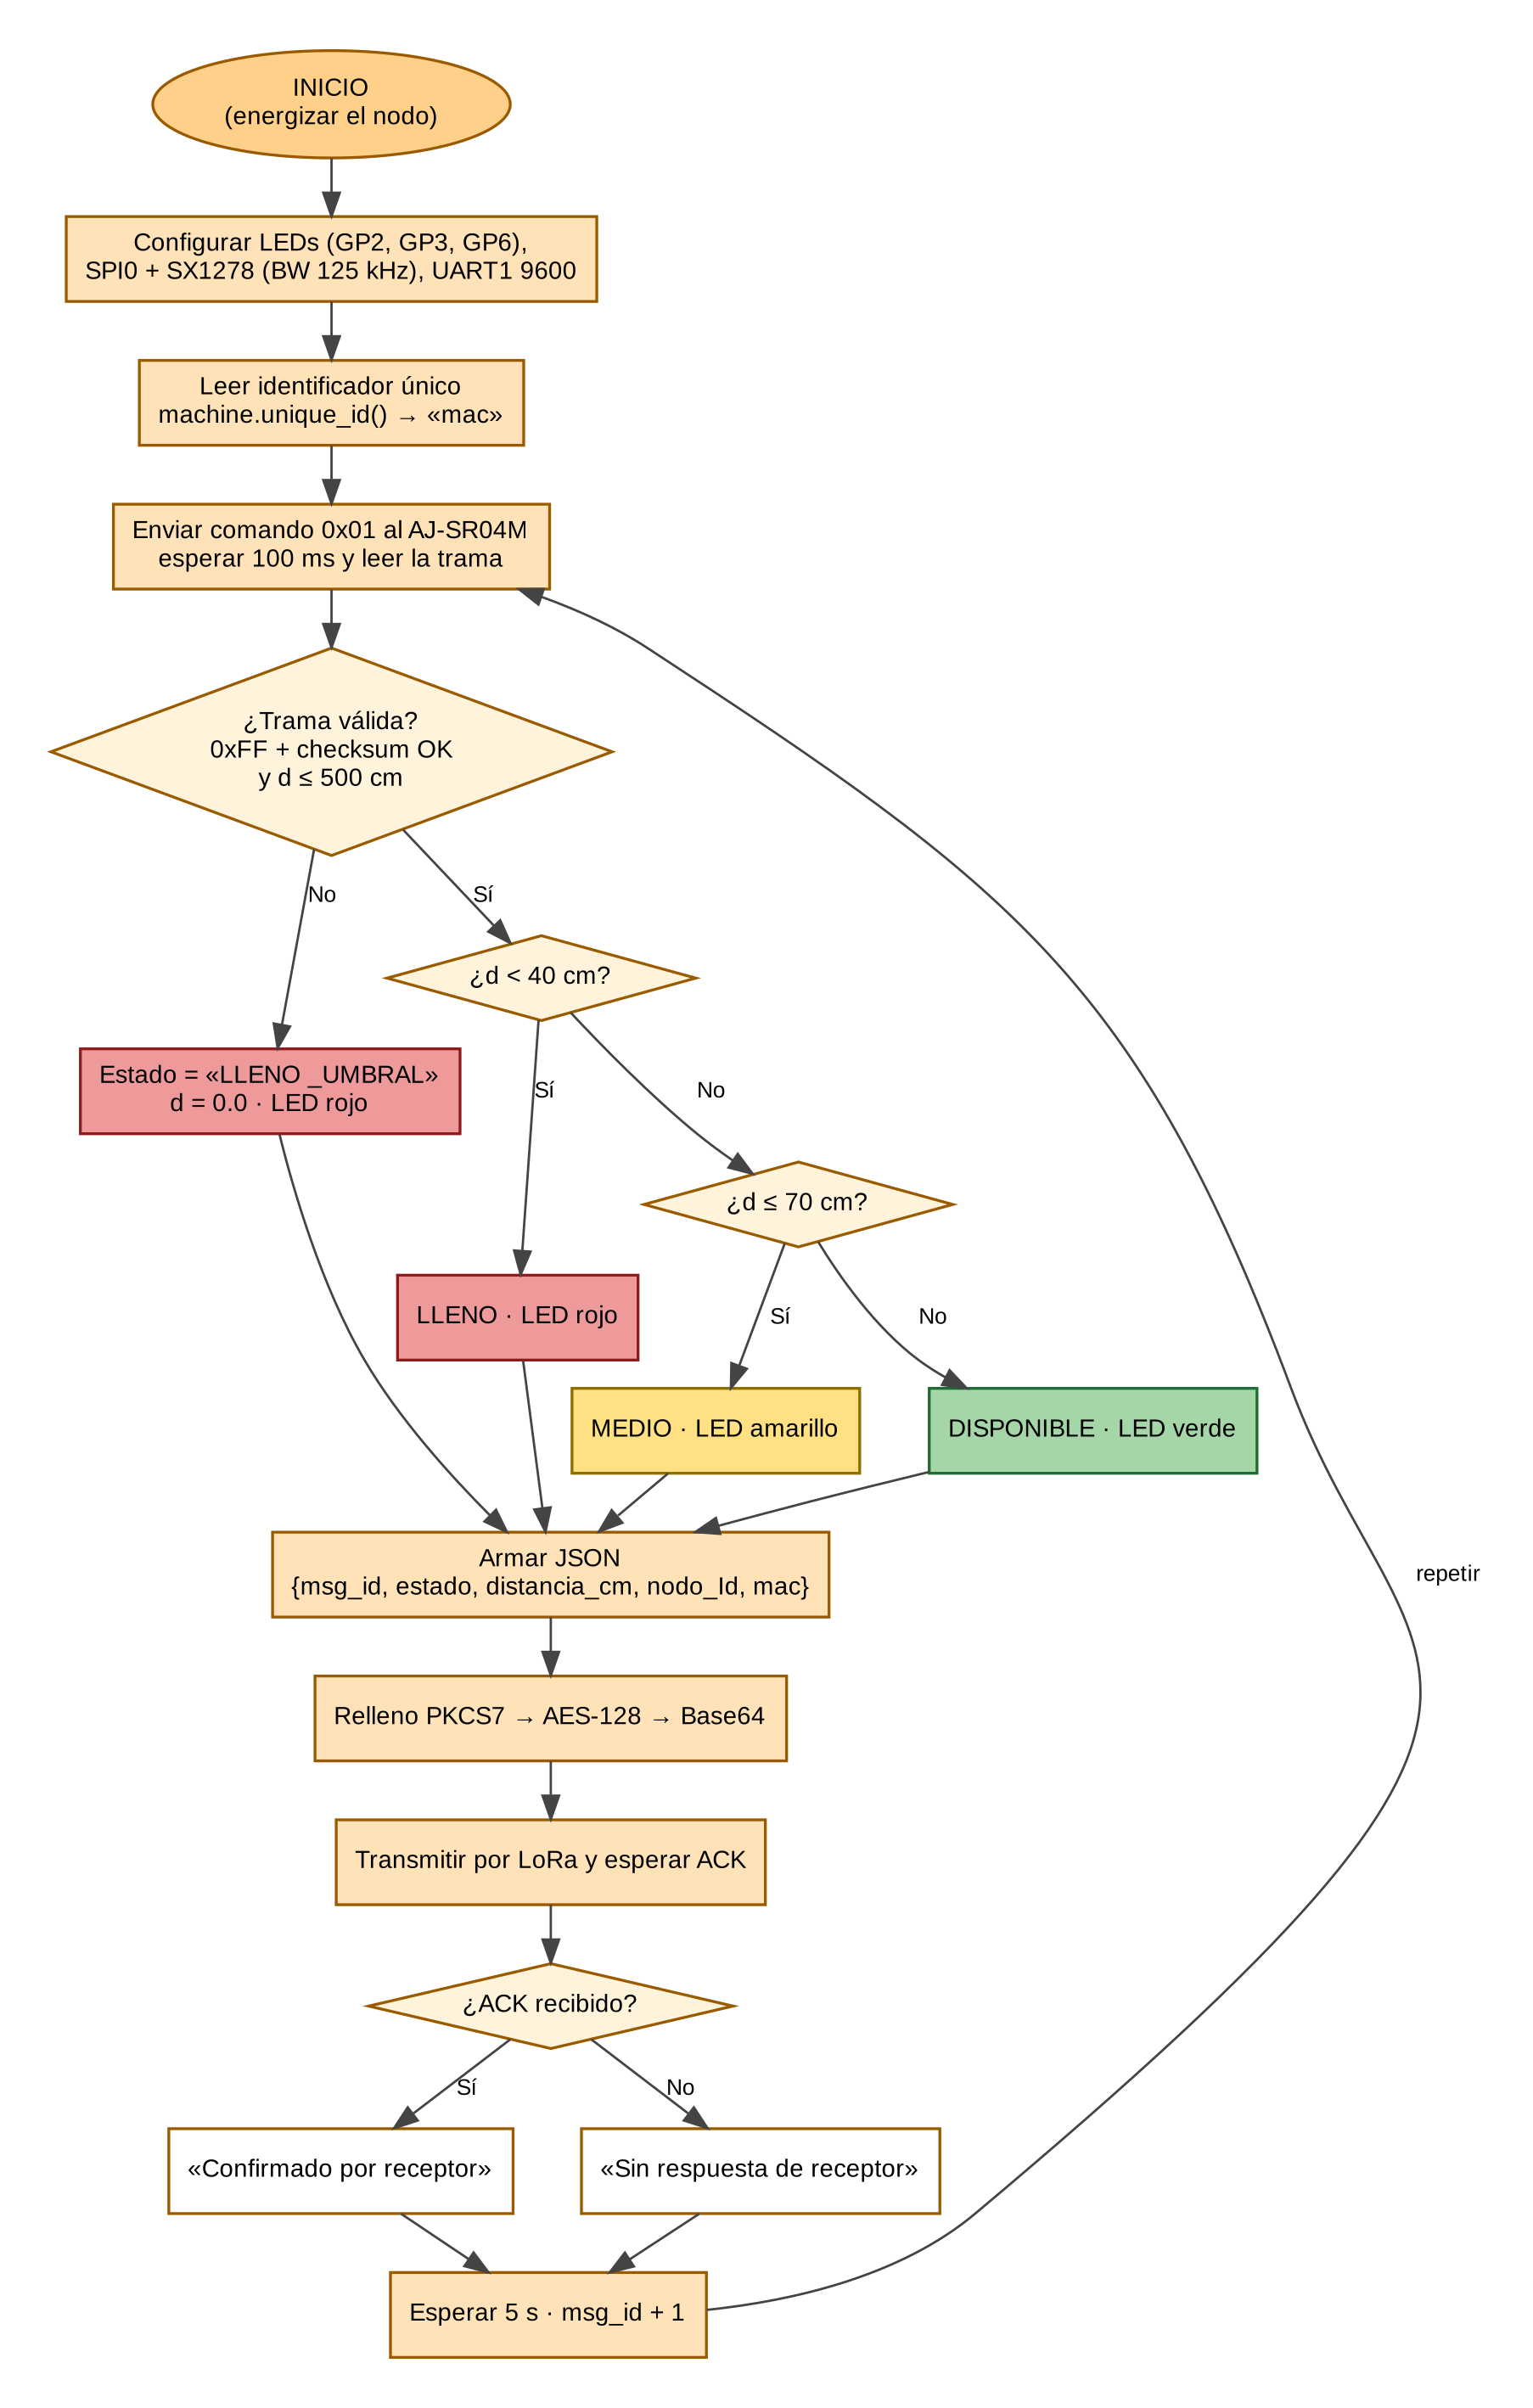 INICIO
(energizar el nodo)
Configurar LEDs (GP2, GP3, GP6),
SPI0 + SX1278 (BW 125 kHz), UART1 9600
Leer identificador único
machine.unique_id() → «mac»
Enviar comando 0x01 al AJ-SR04M
esperar 100 ms y leer la trama
¿Trama válida?
0xFF + checksum OK
y d ≤ 500 cm
No
Sí
¿d < 40 cm?
Estado = «LLENO _UMBRAL»
d = 0.0 · LED rojo
Sí
No
¿d ≤ 70 cm?
LLENO · LED rojo
Sí
No
MEDIO · LED amarillo
DISPONIBLE · LED verde
Armar JSON
{msg_id, estado, distancia_cm, nodo_Id, mac}
repetir
Relleno PKCS7 → AES-128 → Base64
Transmitir por LoRa y esperar ACK
¿ACK recibido?
Sí
No
«Confirmado por receptor»
«Sin respuesta de receptor»
Esperar 5 s · msg_id + 1